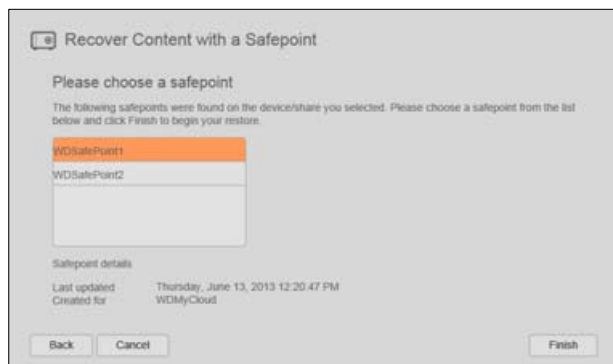 Recover Content with a Safepoint
Please choose a safepoint
The following safepoints were found on the device/share you selected. Please choose a safepoint from the list
below and click Finish to begin your restore.
WDSafePoint1
WDSafePoint2
Safepoint details
Last updated Thursday, June 13, 2013 12:20:47 PM
Created for WDMyCloud
Back Cancel Finish